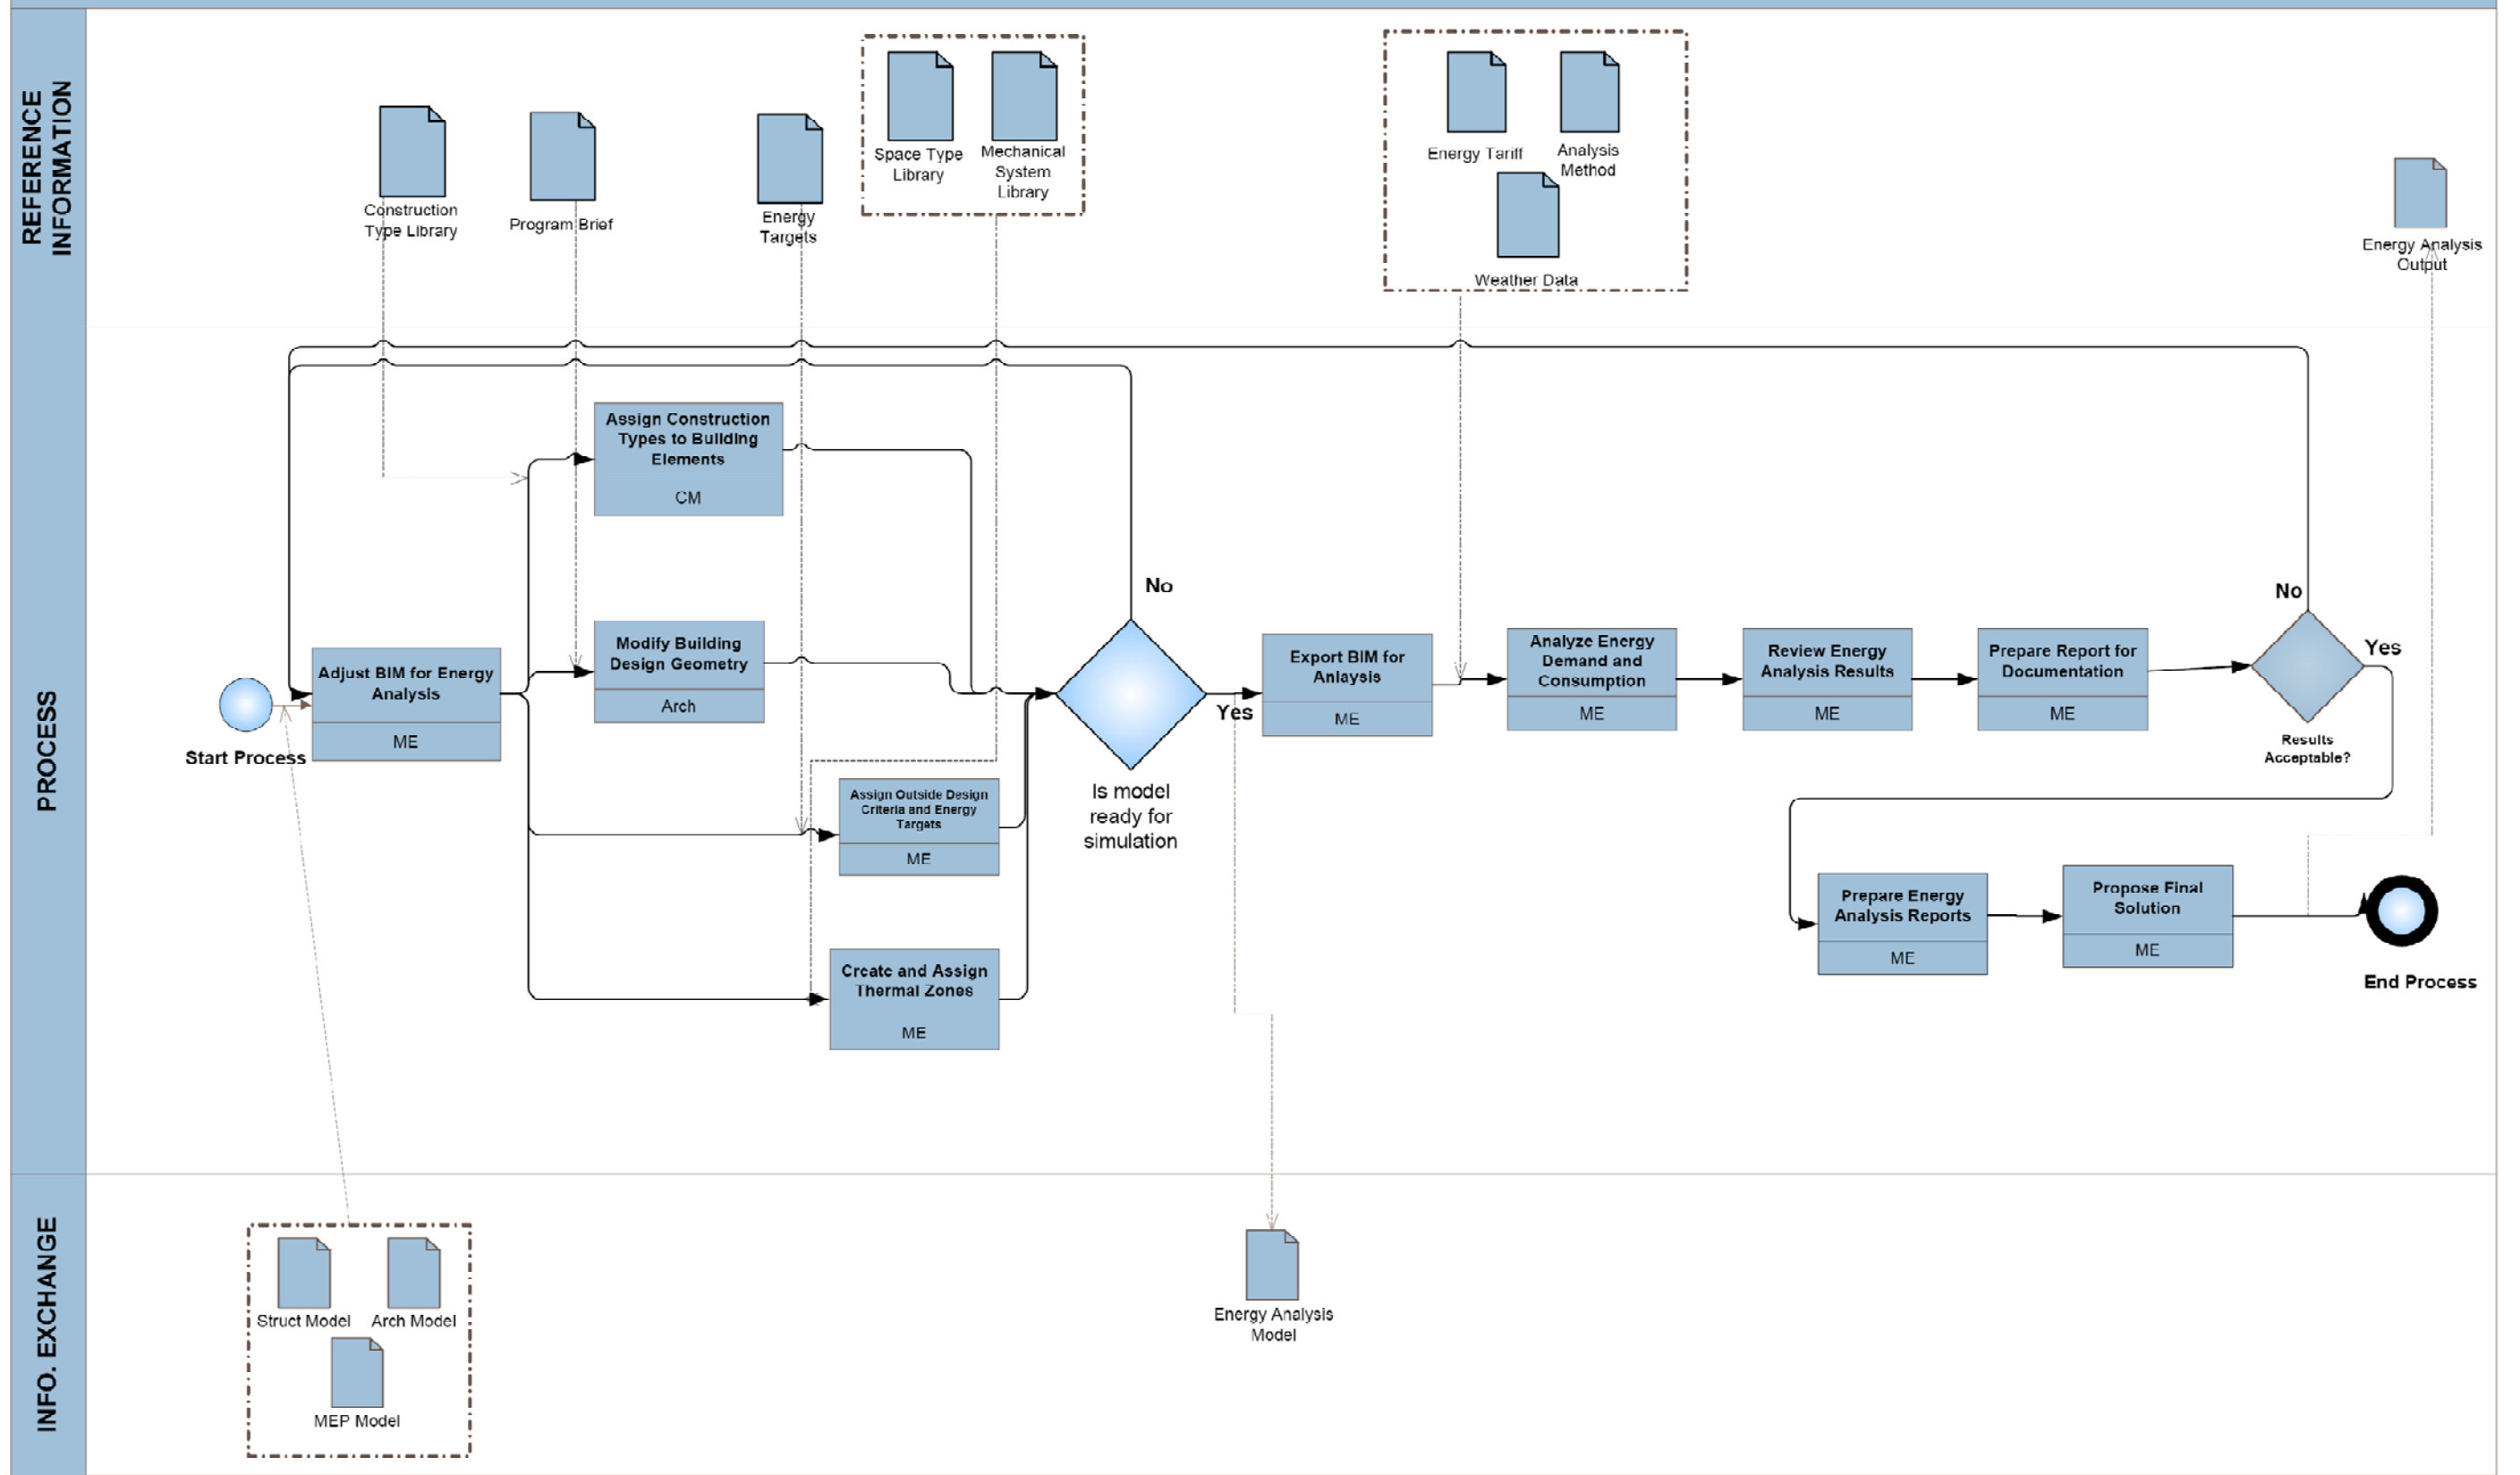 REFERENCE
INFORMATION
Construction
Type Library
Program Brief
Energy
Targets
Space Type
Library
Mechanical
System
Library
Energy Tariff
Analysis
Method
Weather Data
Energy Analysis
Output
PROCESS
Start Process
Adjust BIM for Energy
Analysis
ME
Assign Construction
Types to Building
Elements
CM
Modify Building
Design Geometry
Arch
Assign Outside Design
Criteria and Energy
Targets
ME
Create and Assign
Thermal Zones
ME
No
Yes
Is model
ready for
simulation
Export BIM for
Anlaysis
ME
Analyze Energy
Demand and
Consumption
ME
Review Energy
Analysis Results
ME
Prepare Report for
Documentation
ME
No
Yes
Results
Acceptable?
Prepare Energy
Analysis Reports
ME
Propose Final
Solution
ME
End Process
INFO. EXCHANGE
Struct Model
Arch Model
MEP Model
Energy Analysis
Model